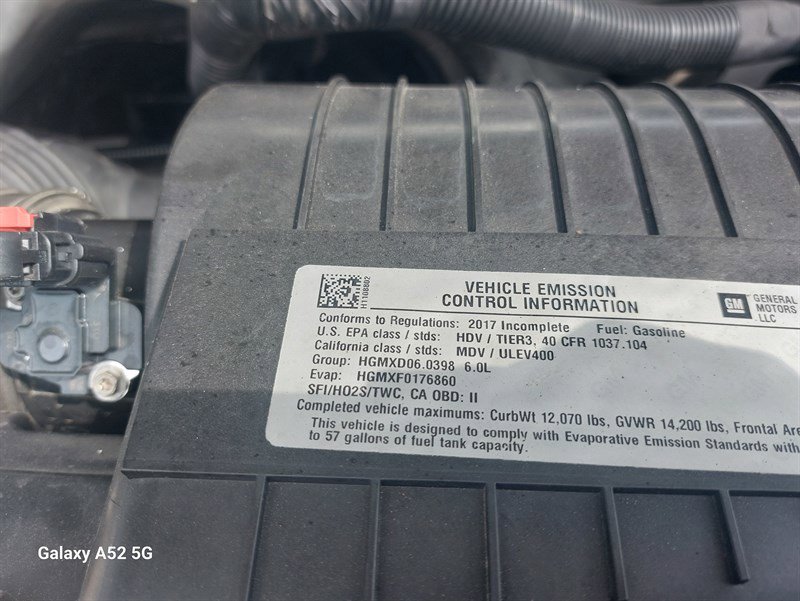 H1108802
VEHICLE EMISSION
CONTROL INFORMATION
GM
GENERAL
MOTORS
LLC
Conforms to Regulations: 2017 Incomplete Fuel: Gasoline
U.S. EPA class / stds: HDV / TIER3, 40 CFR 1037.104
California class / stds: MDV / ULEV400
Group: HGMXD06.0398 6.0L
Evap: HGMXF0176860
SFI/HO2S/TWC, CA OBD: II
Completed vehicle maximums: CurbWt 12,070 lbs, GVWR 14,200 lbs, Frontal Are
This vehicle is designed to comply with Evaporative Emission Standards with
to 57 gallons of fuel tank capacity.
Galaxy A52 5G